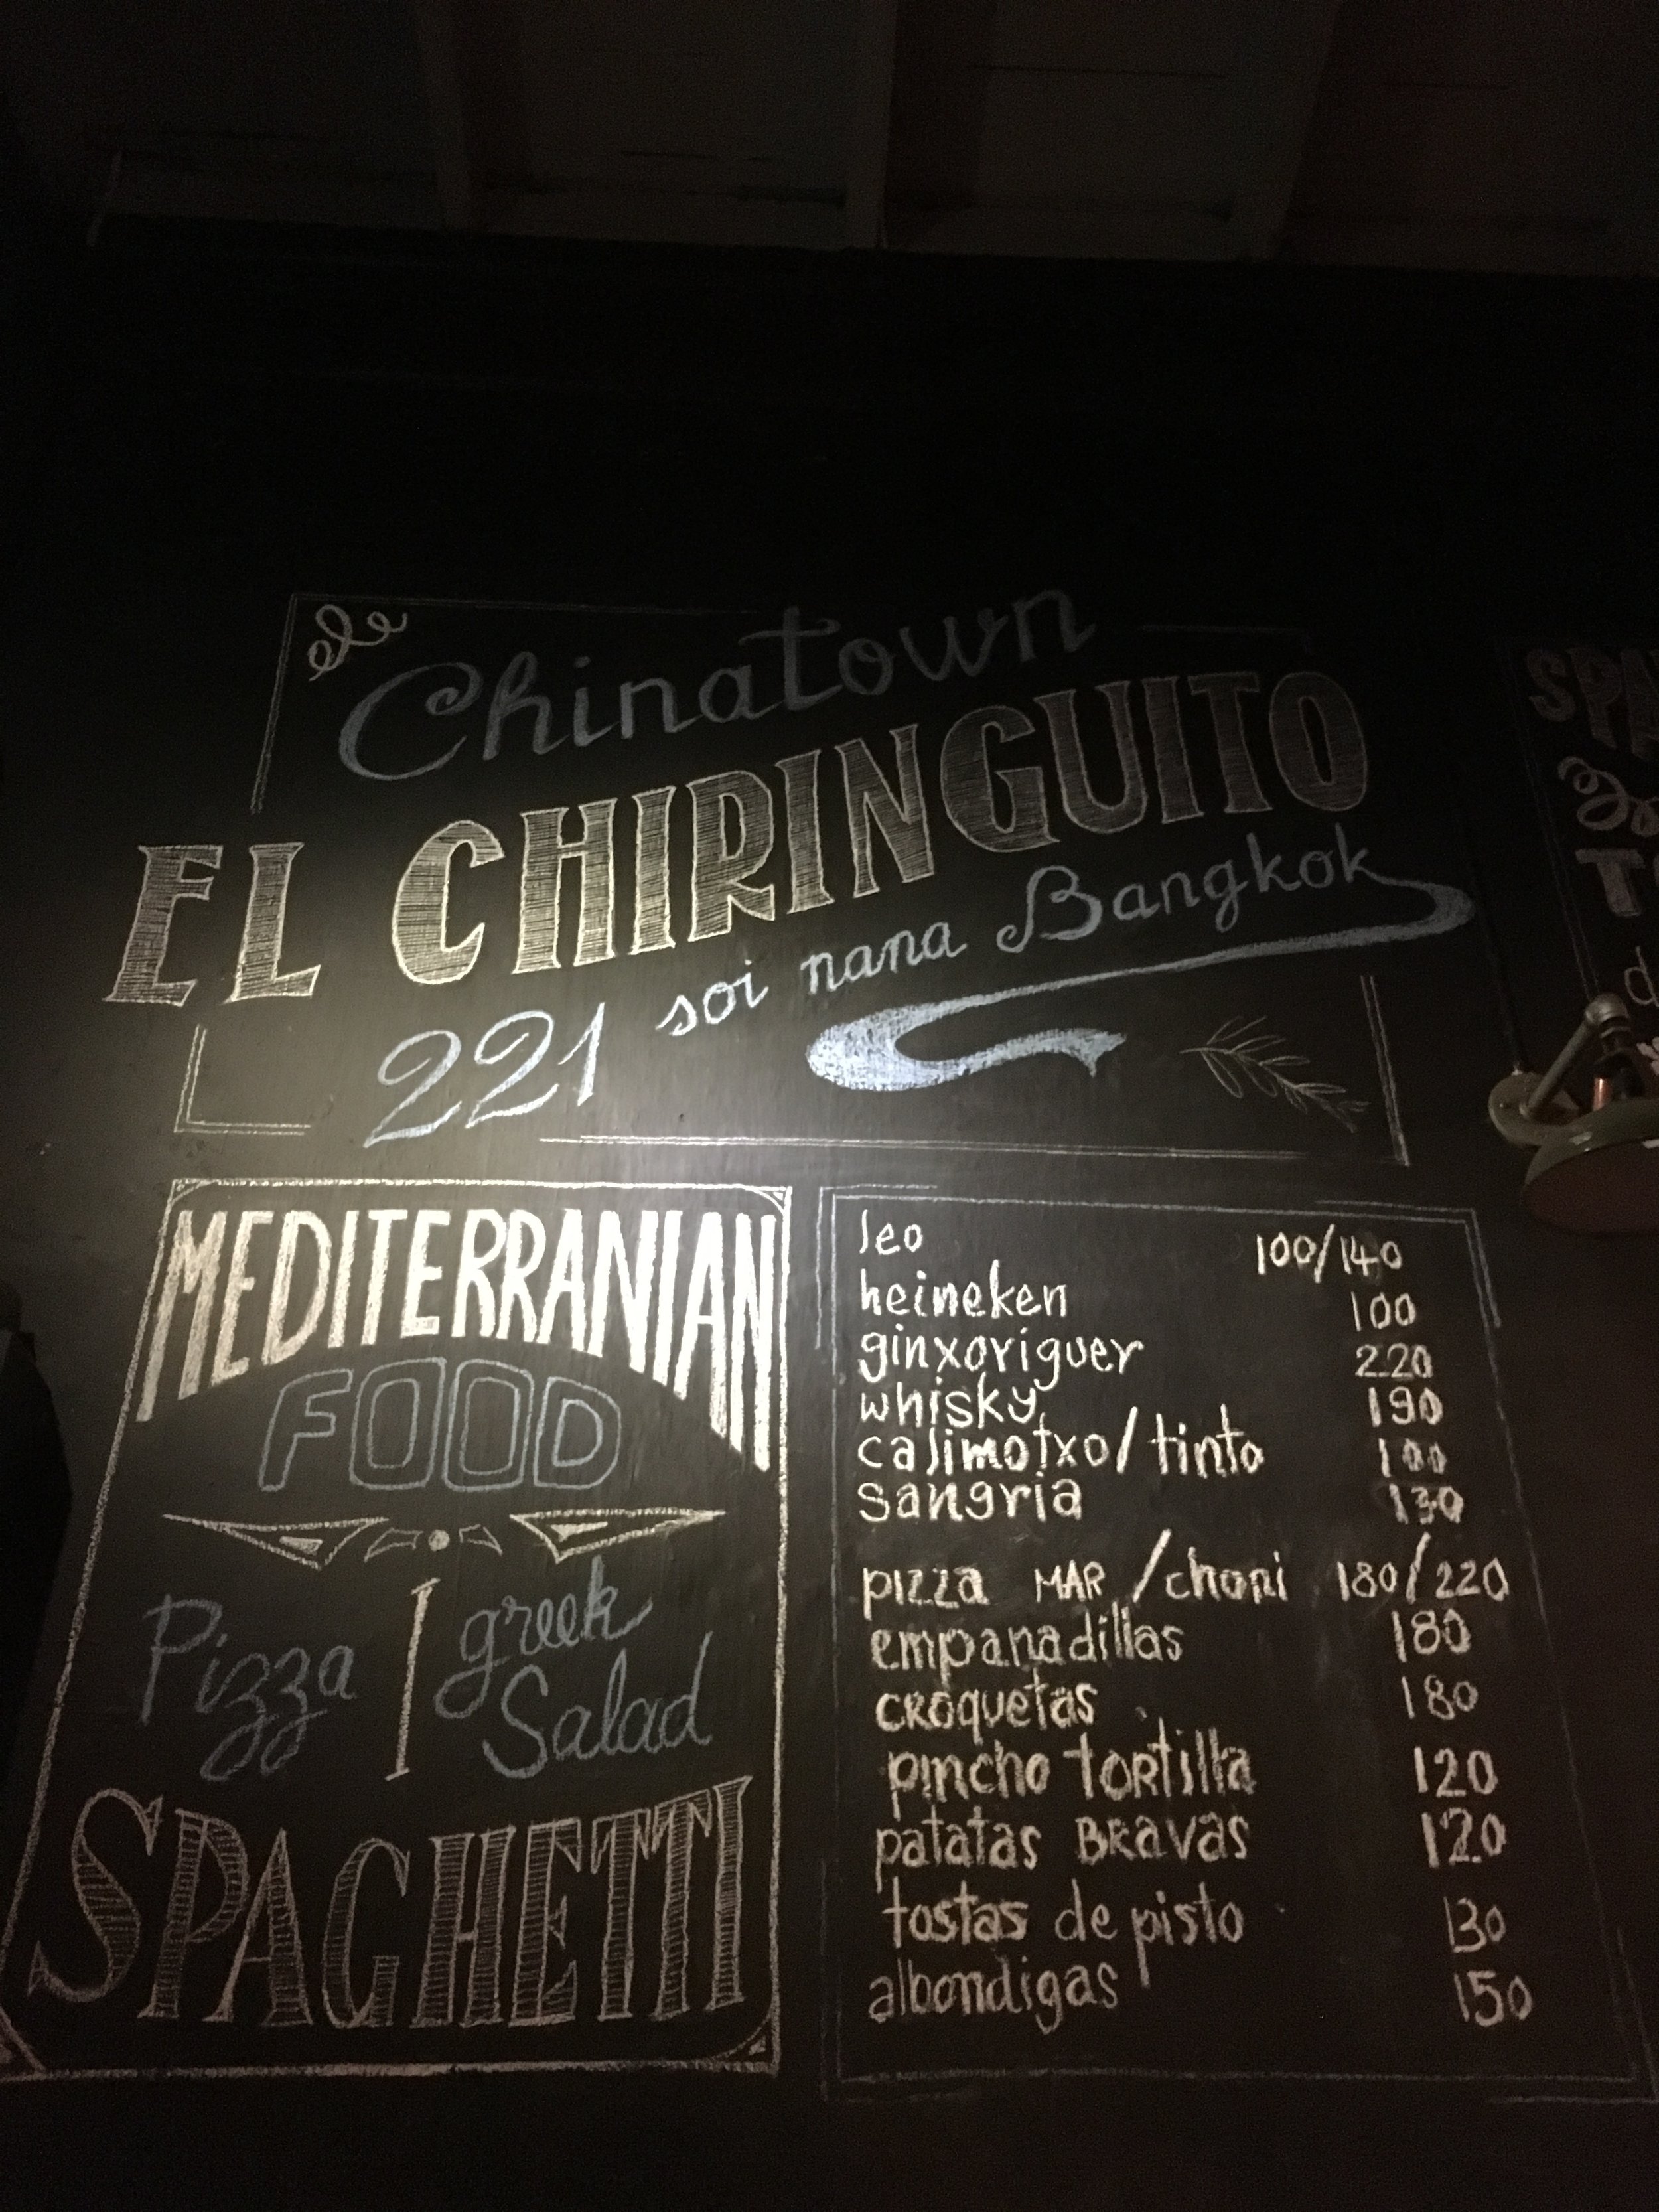 Chinatown
EL CHIRINGUITO
221 soi nana Bangkok
MEDITERRANIAN
FOOD
Pizza
greek
Salad
SPAGHETTI
leo 100/140
heineken 100
ginxoriguer 220
whisky 190
calimotxo/tinto 100
sangria 130
pizza MAR/choni 180/220
empanadillas 180
croquetas 180
pincho tortilla 120
patatas BRavas 120
tostas de pisto 130
albondigas 150